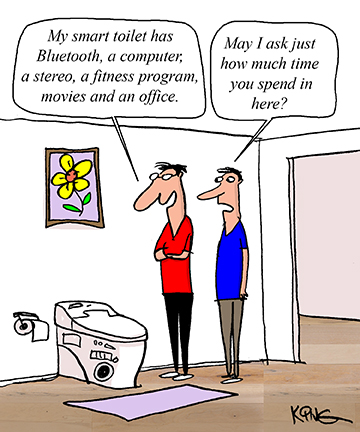 My smart toilet has
Bluetooth, a computer,
a stereo, a fitness program,
movies and an office.
May I ask just
how much time
you spend in
here?